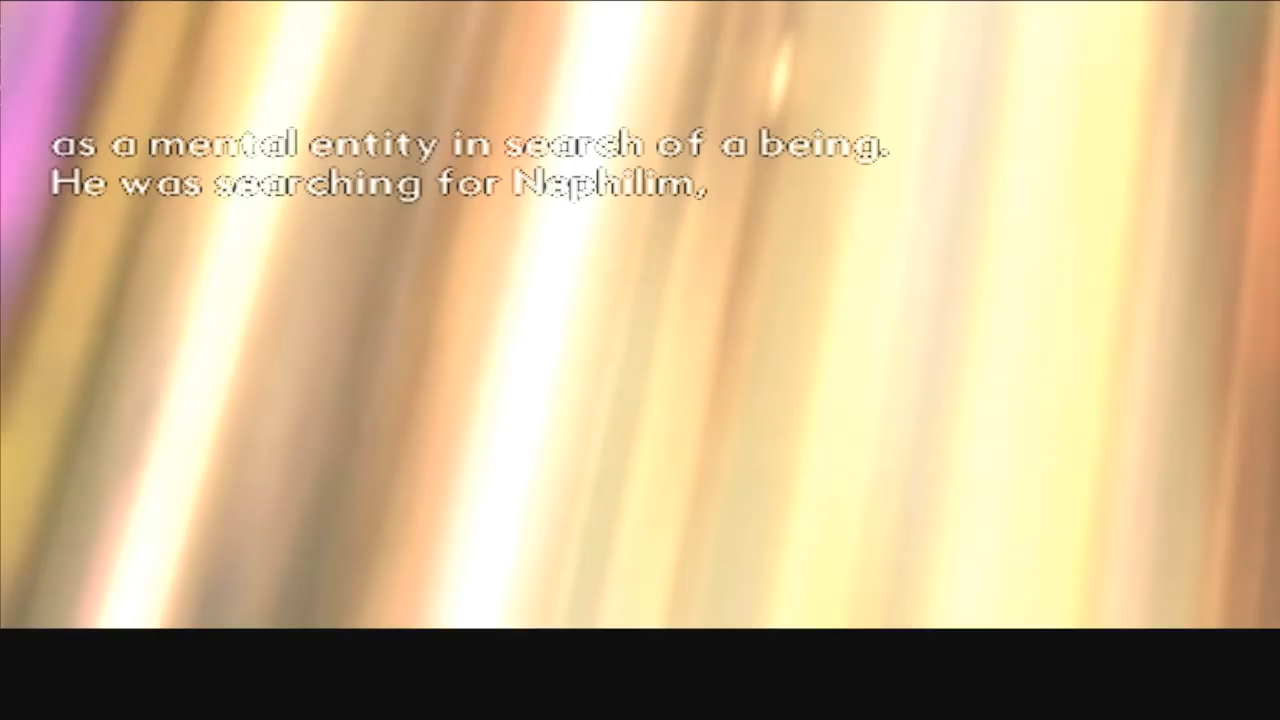 as a mental entity in search of a being.
He was searching for Nephilim,